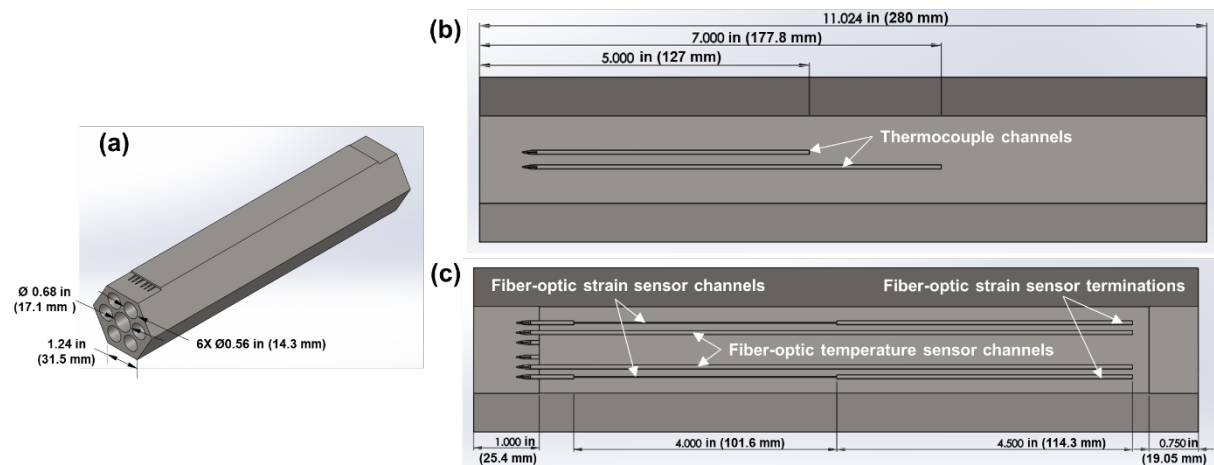 (a)
Ø 0.68 in
(17.1 mm)
1.24 in
(31.5 mm)
6X Ø0.56 in (14.3 mm)
(b)
11.024 in (280 mm)
7.000 in (177.8 mm)
5.000 in (127 mm)
Thermocouple channels
(c)
Fiber-optic strain sensor channels
Fiber-optic strain sensor terminations
Fiber-optic temperature sensor channels
1.000 in
(25.4 mm)
4.000 in (101.6 mm)
4.500 in (114.3 mm)
0.750 in
(19.05 mm)